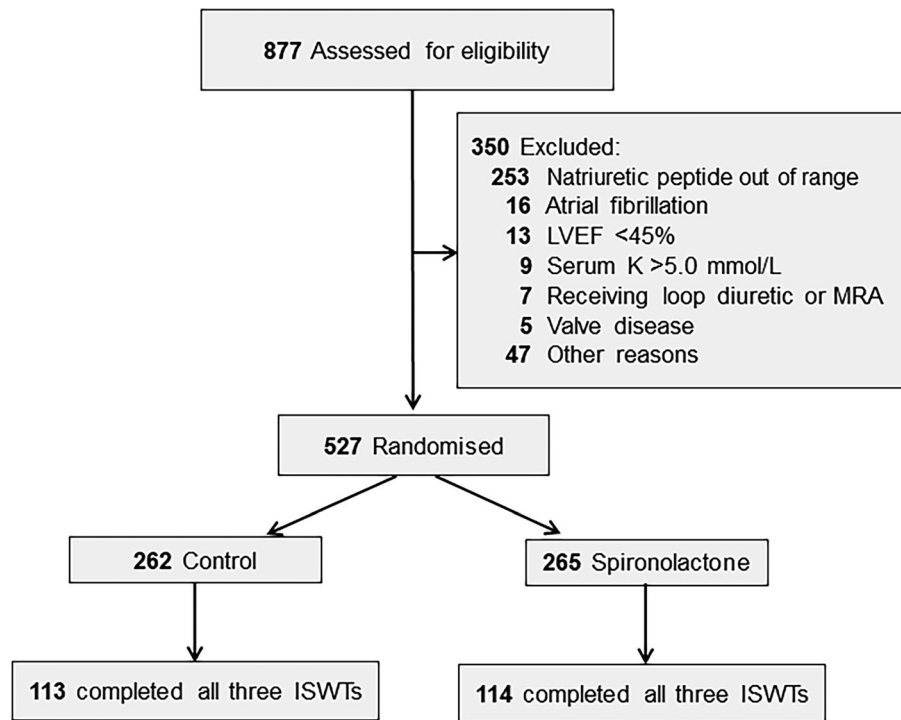 877 Assessed for eligibility
350 Excluded:
253 Natriuretic peptide out of range
16 Atrial fibrillation
13 LVEF <45%
9 Serum K >5.0 mmol/L
7 Receiving loop diuretic or MRA
5 Valve disease
47 Other reasons
527 Randomised
262 Control
265 Spironolactone
113 completed all three ISWTs
114 completed all three ISWTs